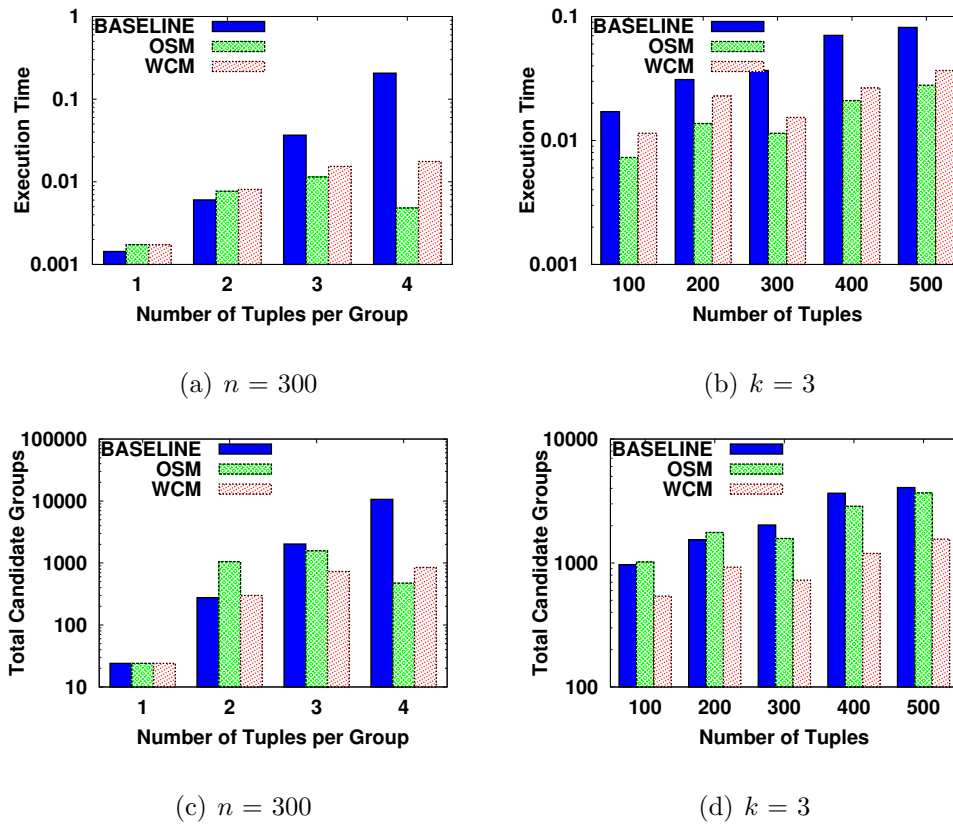 BASELINE
OSM
WCM
1
0.1
0.01
0.001
Execution Time
1 2 3 4
Number of Tuples per Group
(a) n = 300
BASELINE
OSM
WCM
0.1
0.01
0.001
Execution Time
100 200 300 400 500
Number of Tuples
(b) k = 3
BASELINE
OSM
WCM
100000
10000
1000
100
10
Total Candidate Groups
1 2 3 4
Number of Tuples per Group
(c) n = 300
BASELINE
OSM
WCM
10000
1000
100
Total Candidate Groups
100 200 300 400 500
Number of Tuples
(d) k = 3